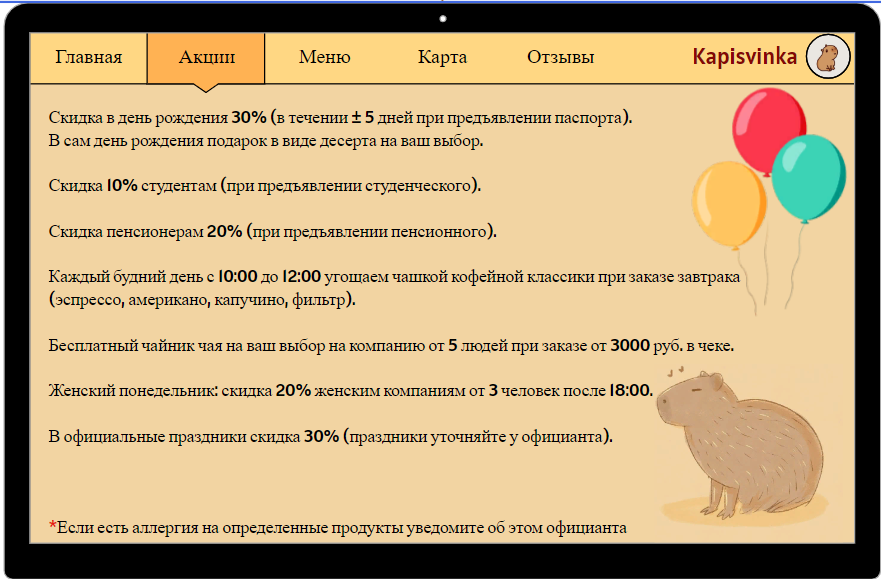 Главная
Акции
Меню
Карта
Отзывы
Kapisvinka
Скидка в день рождения 30% (в течении ± 5 дней при предъявлении паспорта).
В сам день рождения подарок в виде десерта на ваш выбор.
Скидка 10% студентам (при предъявлении студенческого).
Скидка пенсионерам 20% (при предъявлении пенсионного).
Каждый будний день с 10:00 до 12:00 угощаем чашкой кофейной классики при заказе завтрака
(эспрессо, американо, капучино, фильтр).
Бесплатный чайник чая на ваш выбор на компанию от 5 людей при заказе от 3000 руб. в чеке.
Женский понедельник: скидка 20% женским компаниям от 3 человек после 18:00.
В официальные праздники скидка 30% (праздники уточняйте у официанта).
*Если есть аллергия на определенные продукты уведомите об этом официанта